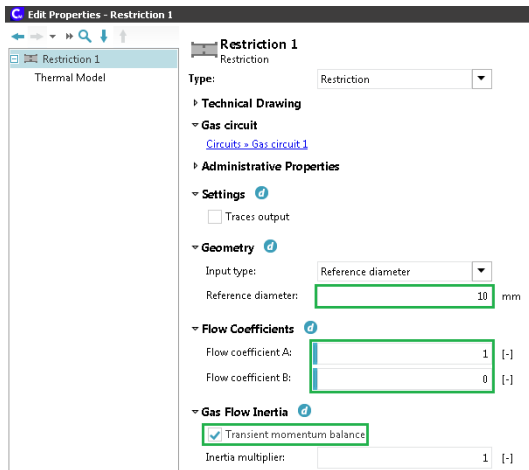 Edit Properties - Restriction 1
Restriction 1
Thermal Model
Restriction 1
Restriction
Type: Restriction
Technical Drawing
Gas circuit
Circuits » Gas circuit 1
Administrative Properties
Settings d
Traces output
Geometry d
Input type: Reference diameter
Reference diameter: 10 mm
Flow Coefficients d
Flow coefficient A: 1 [-]
Flow coefficient B: 0 [-]
Gas Flow Inertia d
Transient momentum balance
Inertia multiplier: 1 [-]